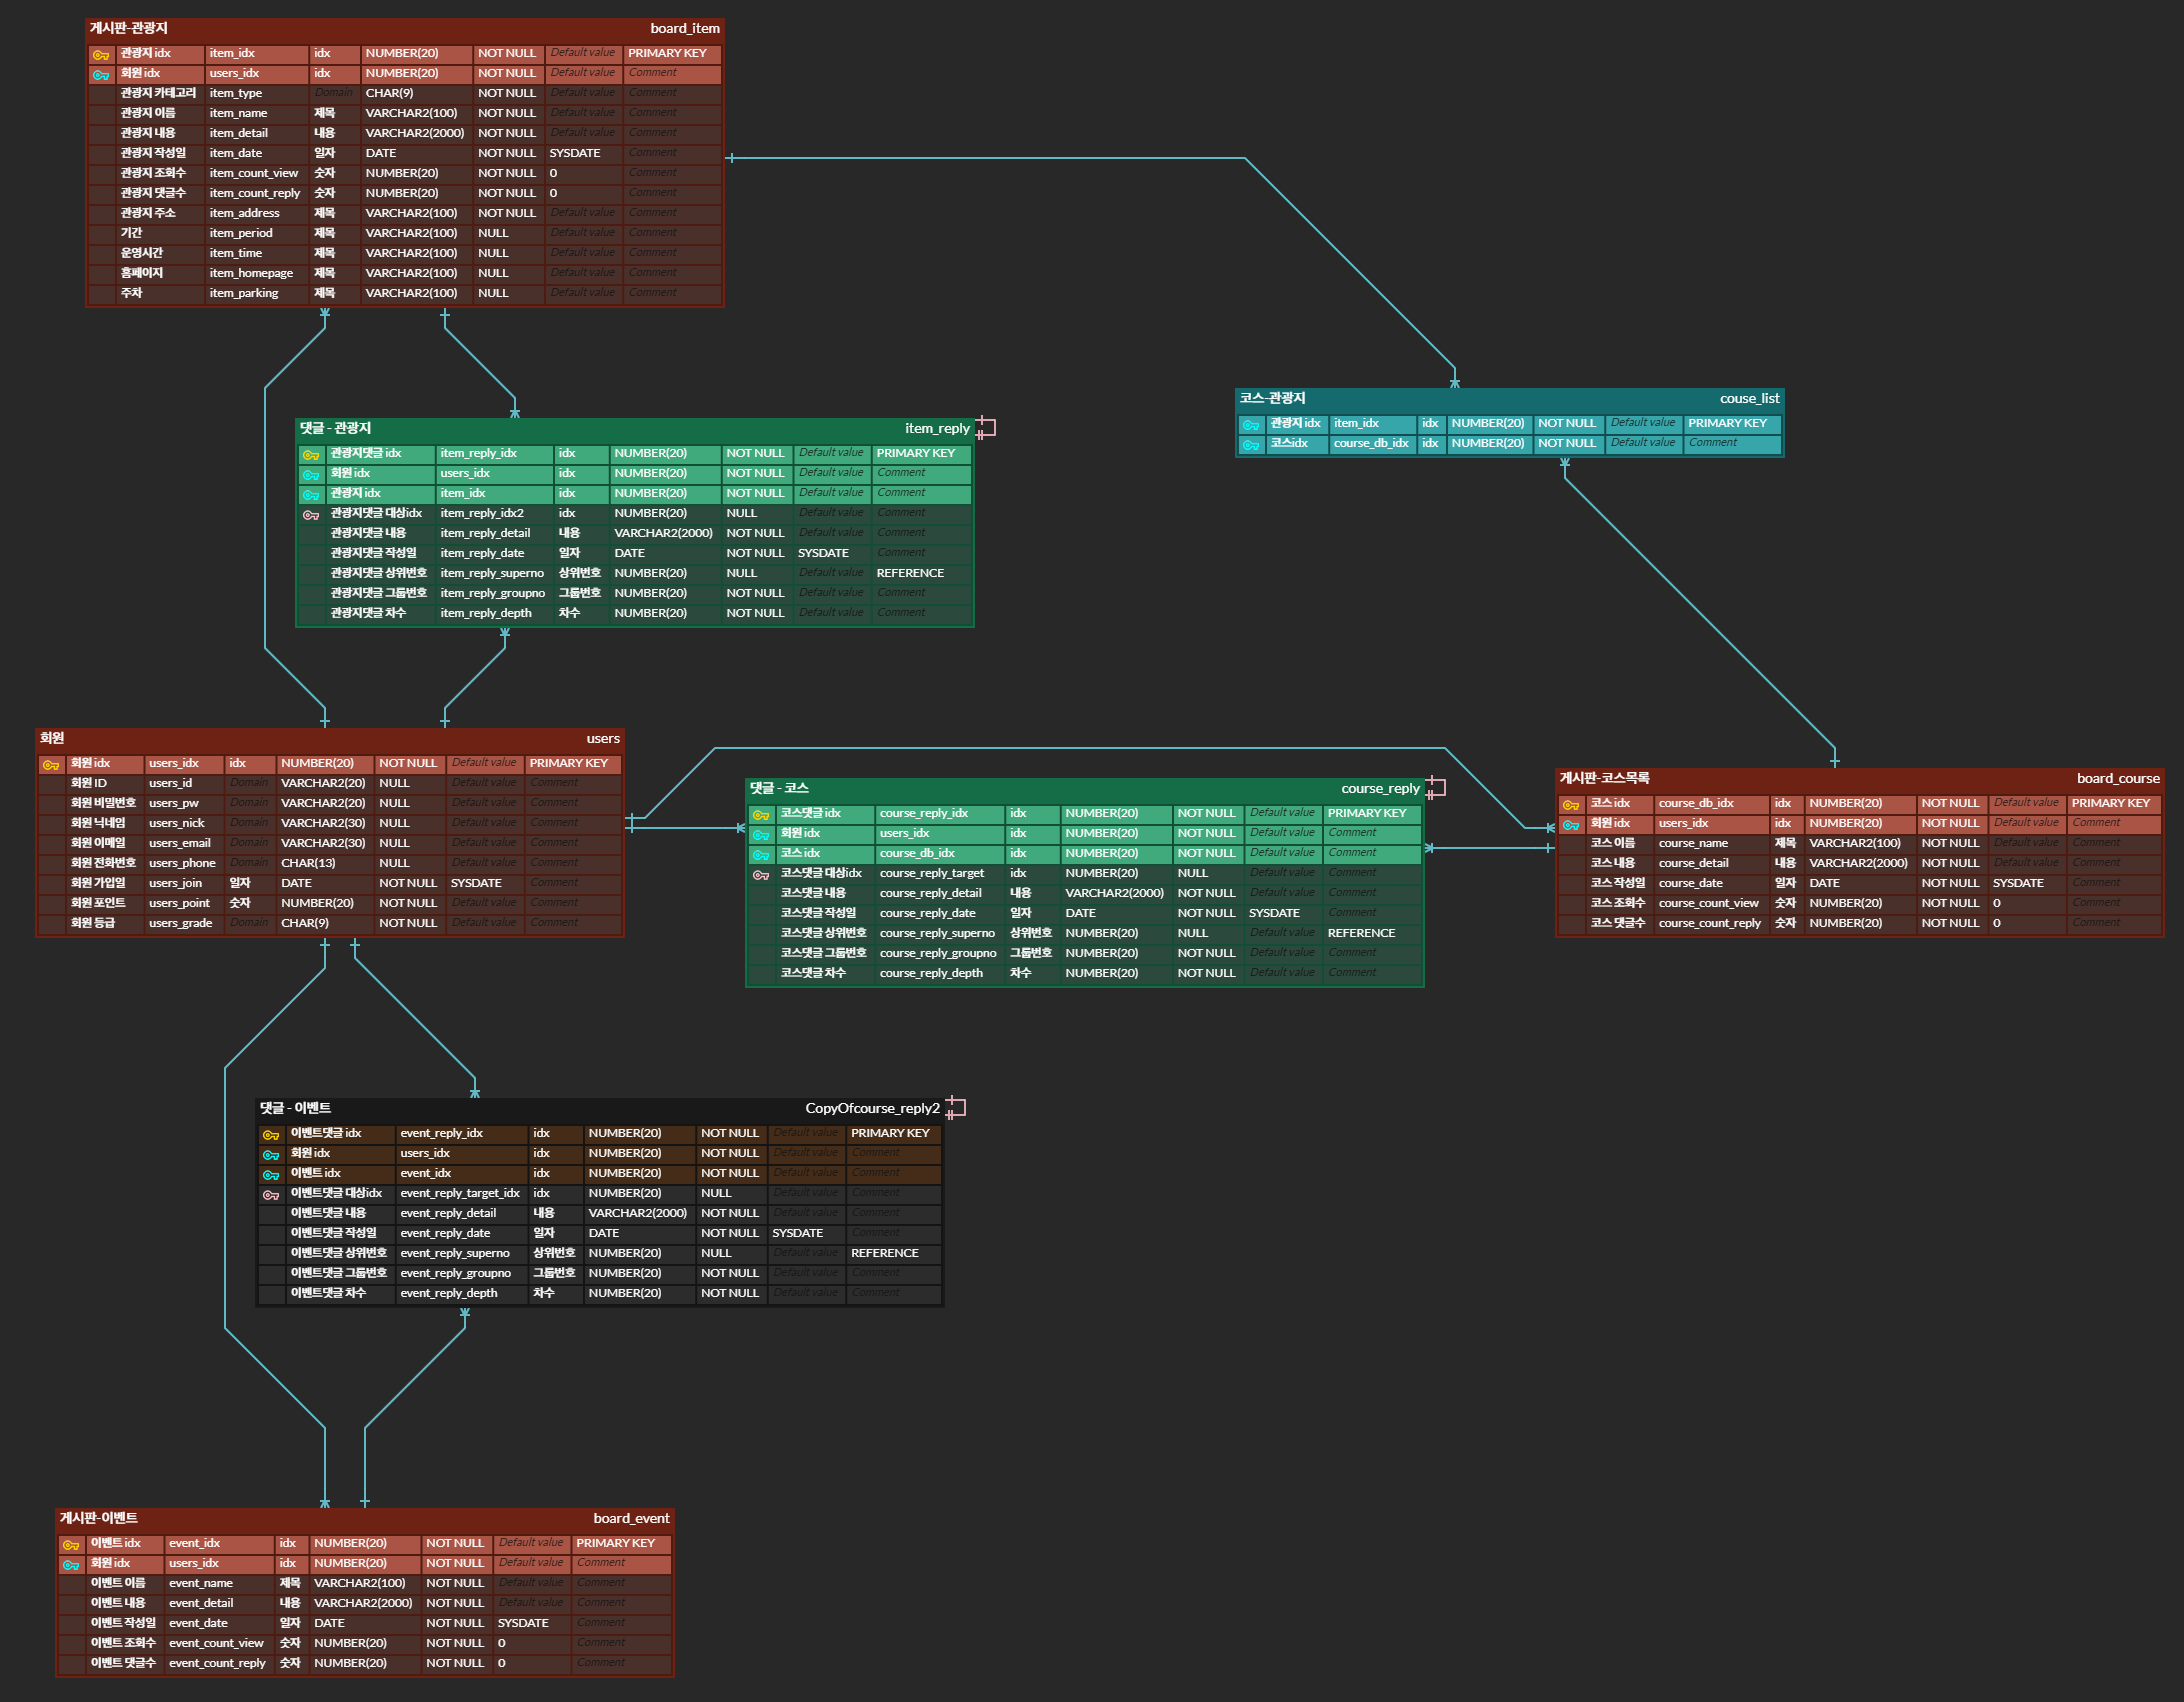 게시판-관광지 board_item
관광지 idx item_idx idx NUMBER(20) NOT NULL Default value PRIMARY KEY
회원 idx users_idx idx NUMBER(20) NOT NULL Default value Comment
관광지 카테고리 item_type Domain CHAR(9) NOT NULL Default value Comment
관광지 이름 item_name 제목 VARCHAR2(100) NOT NULL Default value Comment
관광지 내용 item_detail 내용 VARCHAR2(2000) NOT NULL Default value Comment
관광지 작성일 item_date 일자 DATE NOT NULL SYSDATE Comment
관광지 조회수 item_count_view 숫자 NUMBER(20) NOT NULL 0 Comment
관광지 댓글수 item_count_reply 숫자 NUMBER(20) NOT NULL 0 Comment
관광지 주소 item_address 제목 VARCHAR2(100) NOT NULL Default value Comment
기간 item_period 제목 VARCHAR2(100) NULL Default value Comment
운영시간 item_time 제목 VARCHAR2(100) NULL Default value Comment
홈페이지 item_homepage 제목 VARCHAR2(100) NULL Default value Comment
주차 item_parking 제목 VARCHAR2(100) NULL Default value Comment
코스-관광지 couse_list
관광지 idx item_idx idx NUMBER(20) NOT NULL Default value PRIMARY KEY
코스idx course_db_idx idx NUMBER(20) NOT NULL Default value Comment
댓글 - 관광지 item_reply
관광지댓글 idx item_reply_idx idx NUMBER(20) NOT NULL Default value PRIMARY KEY
회원 idx users_idx idx NUMBER(20) NOT NULL Default value Comment
관광지 idx item_idx idx NUMBER(20) NOT NULL Default value Comment
관광지댓글 대상idx item_reply_idx2 idx NUMBER(20) NULL Default value Comment
관광지댓글 내용 item_reply_detail 내용 VARCHAR2(2000) NOT NULL Default value Comment
관광지댓글 작성일 item_reply_date 일자 DATE NOT NULL SYSDATE Comment
관광지댓글 상위번호 item_reply_superno 상위번호 NUMBER(20) NULL Default value REFERENCE
관광지댓글 그룹번호 item_reply_groupno 그룹번호 NUMBER(20) NOT NULL Default value Comment
관광지댓글 차수 item_reply_depth 차수 NUMBER(20) NOT NULL Default value Comment
회원 users
회원 idx users_idx idx NUMBER(20) NOT NULL Default value PRIMARY KEY
회원 ID users_id Domain VARCHAR2(20) NULL Default value Comment
회원 비밀번호 users_pw Domain VARCHAR2(20) NULL Default value Comment
회원 닉네임 users_nick Domain VARCHAR2(30) NULL Default value Comment
회원 이메일 users_email Domain VARCHAR2(30) NULL Default value Comment
회원 전화번호 users_phone Domain CHAR(13) NULL Default value Comment
회원 가입일 users_join 일자 DATE NOT NULL SYSDATE Comment
회원 포인트 users_point 숫자 NUMBER(20) NOT NULL Default value Comment
회원 등급 users_grade Domain CHAR(9) NOT NULL Default value Comment
댓글 - 코스 course_reply
코스댓글 idx course_reply_idx idx NUMBER(20) NOT NULL Default value PRIMARY KEY
회원 idx users_idx idx NUMBER(20) NOT NULL Default value Comment
코스 idx course_db_idx idx NUMBER(20) NOT NULL Default value Comment
코스댓글 대상idx course_reply_target idx NUMBER(20) NULL Default value Comment
코스댓글 내용 course_reply_detail 내용 VARCHAR2(2000) NOT NULL Default value Comment
코스댓글 작성일 course_reply_date 일자 DATE NOT NULL SYSDATE Comment
코스댓글 상위번호 course_reply_superno 상위번호 NUMBER(20) NULL Default value REFERENCE
코스댓글 그룹번호 course_reply_groupno 그룹번호 NUMBER(20) NOT NULL Default value Comment
코스댓글 차수 course_reply_depth 차수 NUMBER(20) NOT NULL Default value Comment
게시판-코스목록 board_course
코스 idx course_db_idx idx NUMBER(20) NOT NULL Default value PRIMARY KEY
회원 idx users_idx idx NUMBER(20) NOT NULL Default value Comment
코스 이름 course_name 제목 VARCHAR2(100) NOT NULL Default value Comment
코스 내용 course_detail 내용 VARCHAR2(2000) NOT NULL Default value Comment
코스 작성일 course_date 일자 DATE NOT NULL SYSDATE Comment
코스 조회수 course_count_view 숫자 NUMBER(20) NOT NULL 0 Comment
코스 댓글수 course_count_reply 숫자 NUMBER(20) NOT NULL 0 Comment
댓글 - 이벤트 CopyOfcourse_reply2
이벤트댓글 idx event_reply_idx idx NUMBER(20) NOT NULL Default value PRIMARY KEY
회원 idx users_idx idx NUMBER(20) NOT NULL Default value Comment
이벤트 idx event_idx idx NUMBER(20) NOT NULL Default value Comment
이벤트댓글 대상idx event_reply_target_idx idx NUMBER(20) NULL Default value Comment
이벤트댓글 내용 event_reply_detail 내용 VARCHAR2(2000) NOT NULL Default value Comment
이벤트댓글 작성일 event_reply_date 일자 DATE NOT NULL SYSDATE Comment
이벤트댓글 상위번호 event_reply_superno 상위번호 NUMBER(20) NULL Default value REFERENCE
이벤트댓글 그룹번호 event_reply_groupno 그룹번호 NUMBER(20) NOT NULL Default value Comment
이벤트댓글 차수 event_reply_depth 차수 NUMBER(20) NOT NULL Default value Comment
게시판-이벤트 board_event
이벤트 idx event_idx idx NUMBER(20) NOT NULL Default value PRIMARY KEY
회원 idx users_idx idx NUMBER(20) NOT NULL Default value Comment
이벤트 이름 event_name 제목 VARCHAR2(100) NOT NULL Default value Comment
이벤트 내용 event_detail 내용 VARCHAR2(2000) NOT NULL Default value Comment
이벤트 작성일 event_date 일자 DATE NOT NULL SYSDATE Comment
이벤트 조회수 event_count_view 숫자 NUMBER(20) NOT NULL 0 Comment
이벤트 댓글수 event_count_reply 숫자 NUMBER(20) NOT NULL 0 Comment